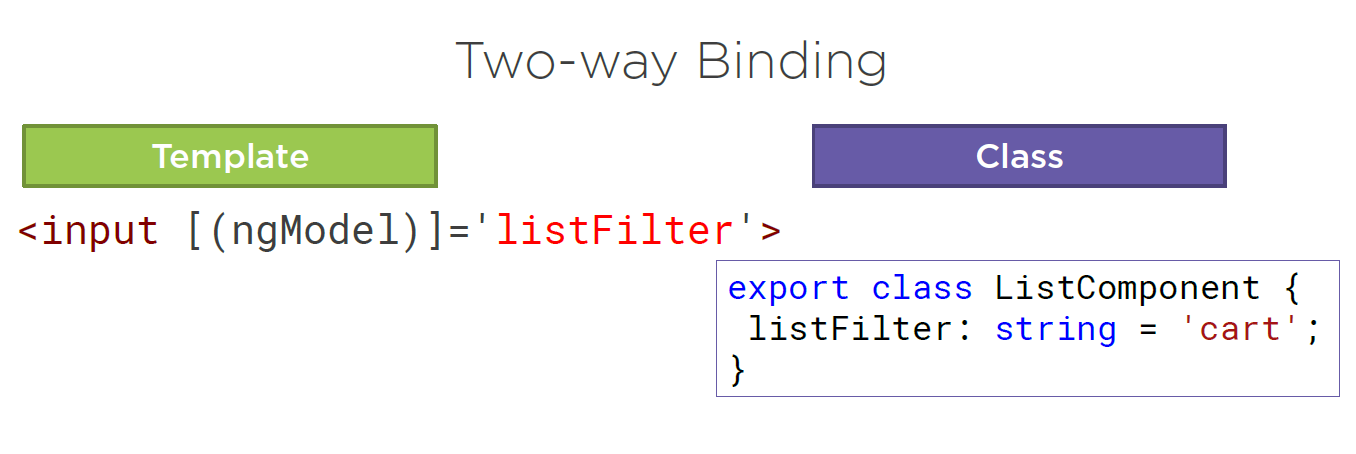 Two-way Binding
Template
Class
<input [(ngModel)]='listFilter'>
export class ListComponent {
listFilter: string = 'cart';
}